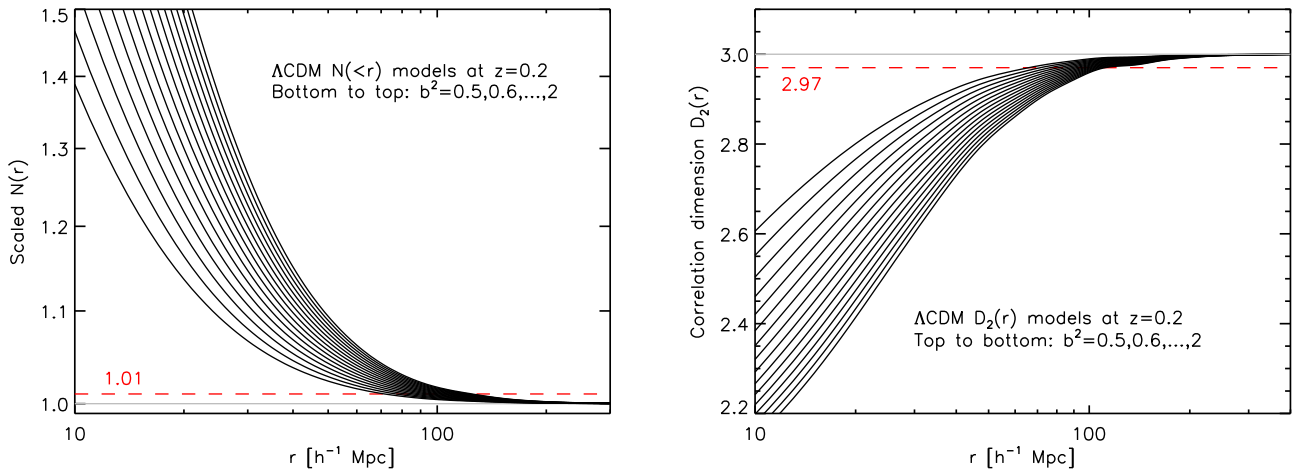 1.5
1.4
1.3
1.2
1.1
1.0
Scaled N(r)
ΛCDM N(<r) models at z=0.2
Bottom to top: b²=0.5,0.6,...,2
1.01
10
100
r [h⁻¹ Mpc]
3.0
2.8
2.6
2.4
2.2
Correlation dimension D₂(r)
2.97
ΛCDM D₂(r) models at z=0.2
Top to bottom: b²=0.5,0.6,...,2
10
100
r [h⁻¹ Mpc]